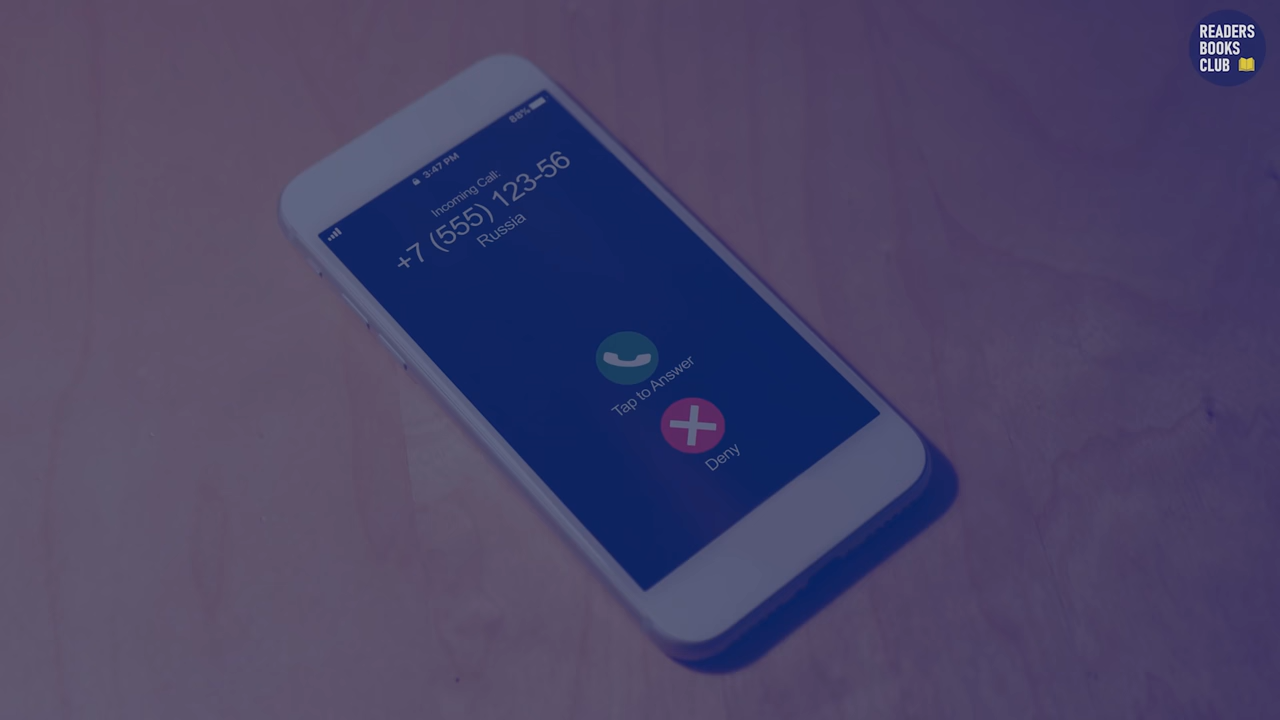 READERS
BOOKS
CLUB
88%
3:47 PM
Incoming Call:
+7 (555) 123-56
Russia
Tap to Answer
Deny